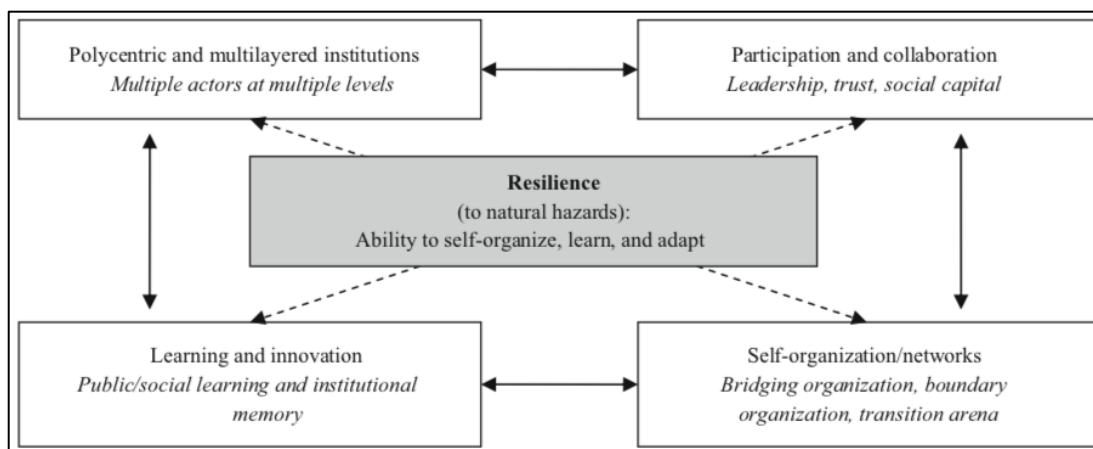 Polycentric and multilayered institutions
Multiple actors at multiple levels
Participation and collaboration
Leadership, trust, social capital
Resilience
(to natural hazards):
Ability to self-organize, learn, and adapt
Learning and innovation
Public/social learning and institutional
memory
Self-organization/networks
Bridging organization, boundary
organization, transition arena